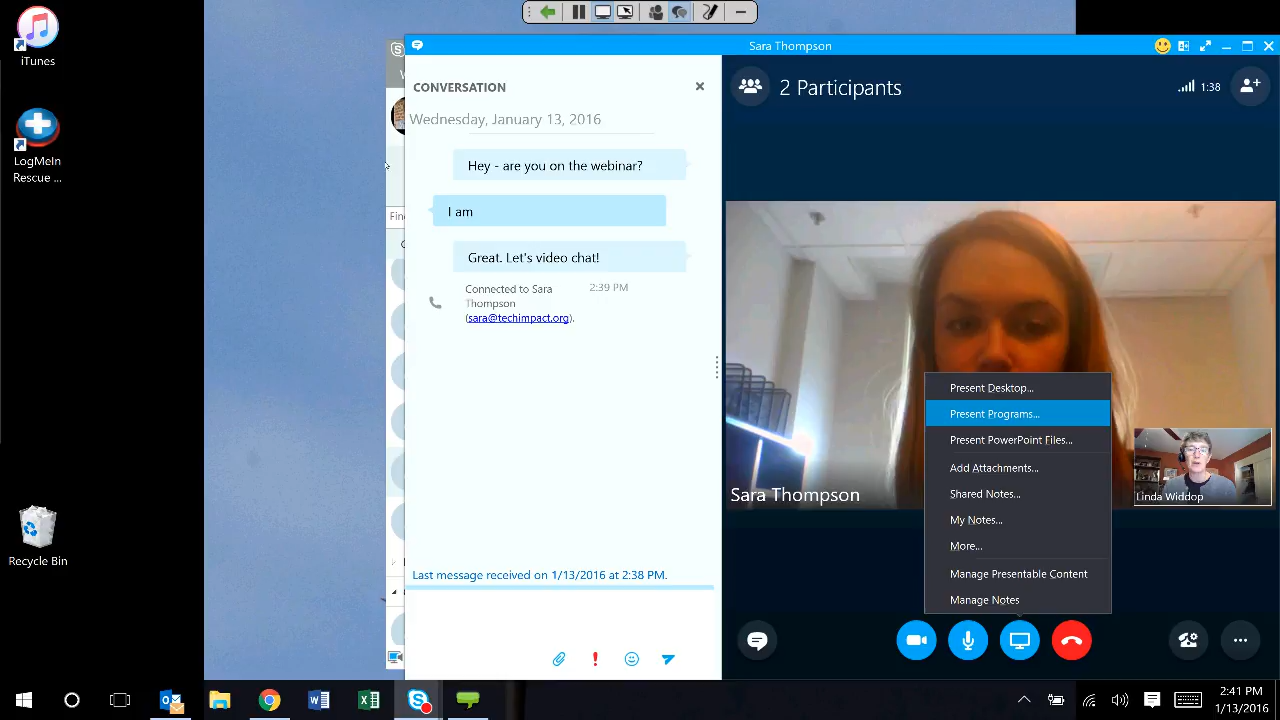 iTunes
LogMeIn
Rescue ...
Recycle Bin
Sara Thompson
CONVERSATION
Wednesday, January 13, 2016
Hey - are you on the webinar?
I am
Great. Let's video chat!
Connected to Sara
Thompson
(sara@techimpact.org).
2:39 PM
Last message received on 1/13/2016 at 2:38 PM.
Fin
2 Participants
1:38
Sara Thompson
Linda Widdop
Present Desktop...
Present Programs...
Present PowerPoint Files...
Add Attachments...
Shared Notes...
My Notes...
More...
Manage Presentable Content
Manage Notes
2:41 PM
1/13/2016